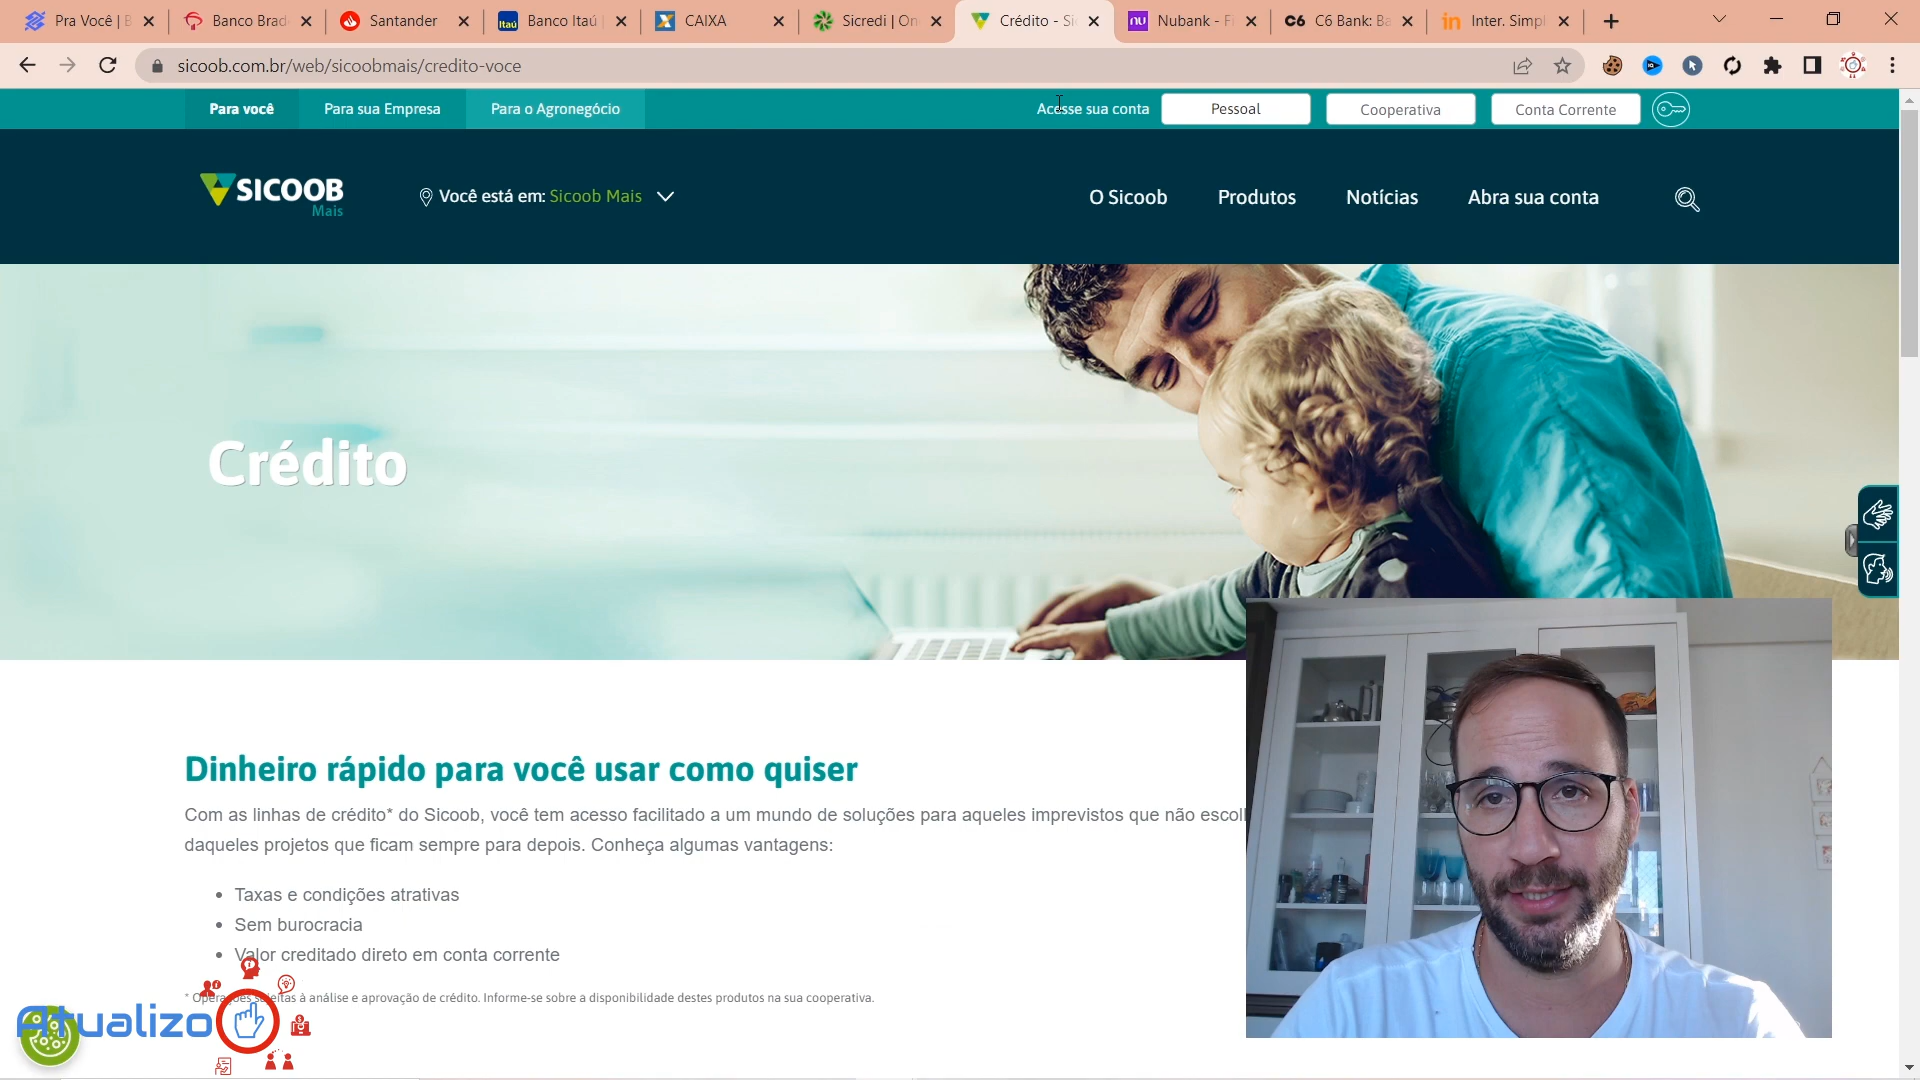 Pra Você | B
Banco Brad
Santander
Itaú
Banco Itaú |
CAIXA
Sicredi | On
Crédito - Si
nu
Nubank - Fi
C6
C6 Bank: Ba
in
Inter. Simpl
sicoob.com.br/web/sicoobmais/credito-voce
Para você
Para sua Empresa
Para o Agronegócio
Acesse sua conta
Pessoal
Cooperativa
Conta Corrente
SICOOB
Mais
Você está em: Sicoob Mais
O Sicoob
Produtos
Notícias
Abra sua conta
Crédito
Dinheiro rápido para você usar como quiser
Com as linhas de crédito* do Sicoob, você tem acesso facilitado a um mundo de soluções para aqueles imprevistos que não escol
daqueles projetos que ficam sempre para depois. Conheça algumas vantagens:
• Taxas e condições atrativas
• Sem burocracia
• Valor creditado direto em conta corrente
* Operações sujeitas à análise e aprovação de crédito. Informe-se sobre a disponibilidade destes produtos na sua cooperativa.
Atualizo